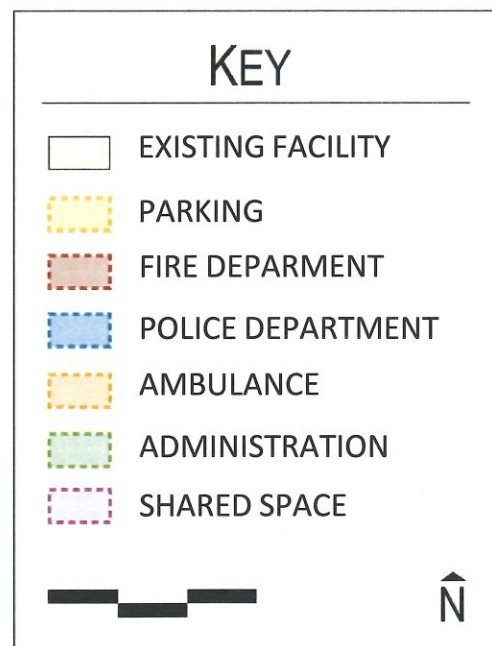 KEY
EXISTING FACILITY
PARKING
FIRE DEPARMENT
POLICE DEPARTMENT
AMBULANCE
ADMINISTRATION
SHARED SPACE
N